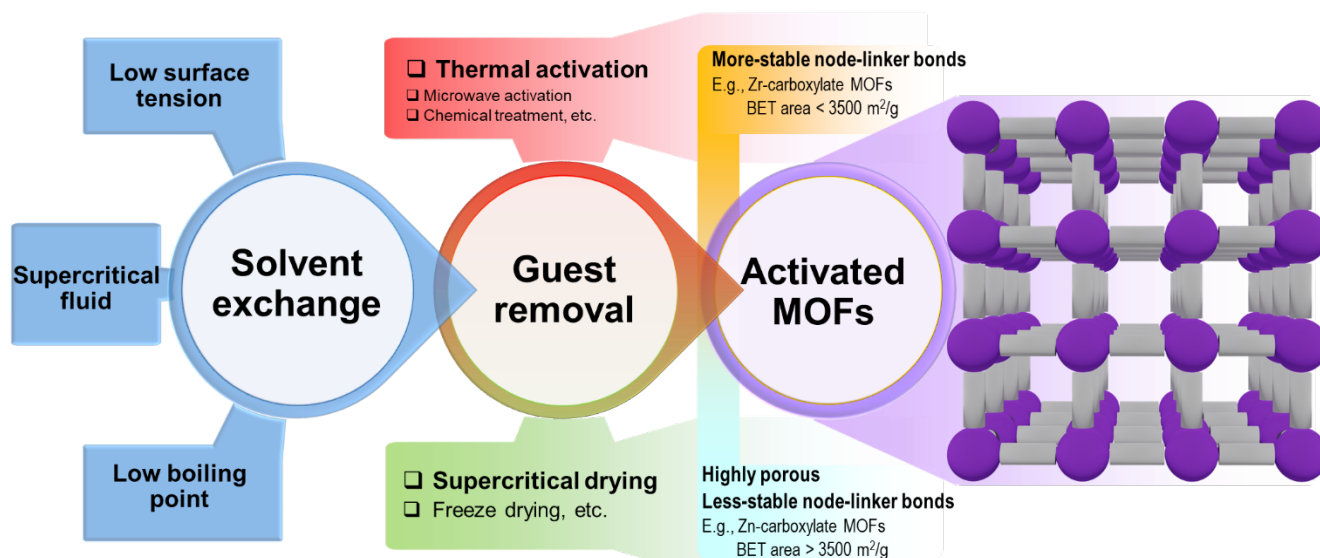 Low surface
tension
Supercritical
fluid
Low boiling
point
Solvent
exchange
❑ Thermal activation
❑ Microwave activation
❑ Chemical treatment, etc.
Guest
removal
❑ Supercritical drying
❑ Freeze drying, etc.
More-stable node-linker bonds
E.g., Zr-carboxylate MOFs
BET area < 3500 m²/g
Activated
MOFs
Highly porous
Less-stable node-linker bonds
E.g., Zn-carboxylate MOFs
BET area > 3500 m²/g